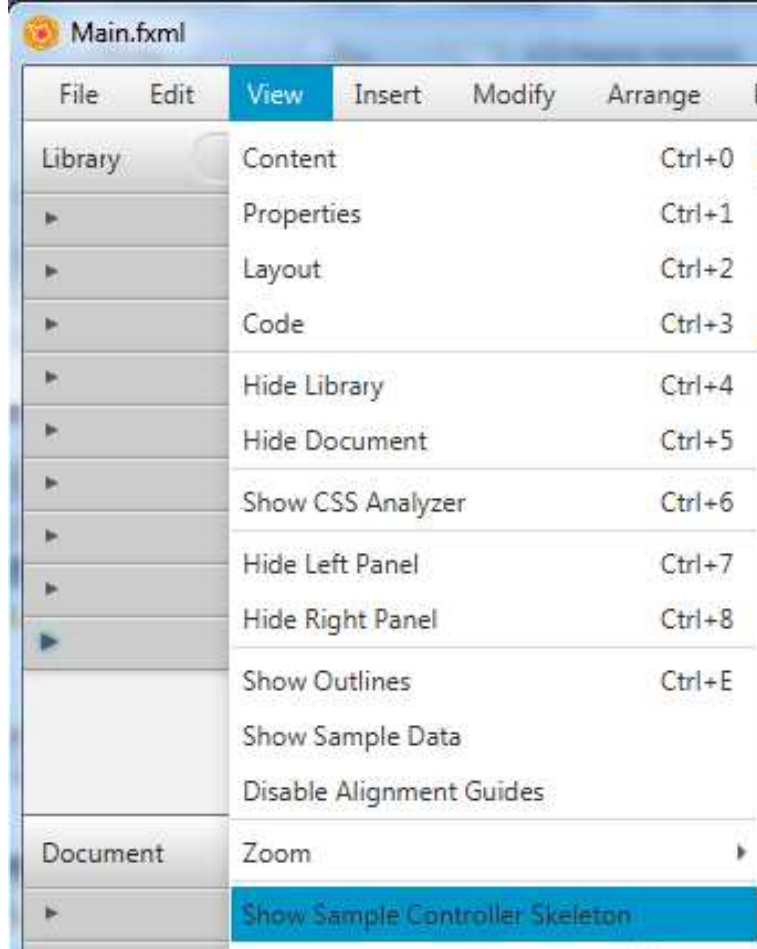 Main.fxml
File Edit View Insert Modify Arrange
Library
Content Ctrl+0
Properties Ctrl+1
Layout Ctrl+2
Code Ctrl+3
Hide Library Ctrl+4
Hide Document Ctrl+5
Show CSS Analyzer Ctrl+6
Hide Left Panel Ctrl+7
Hide Right Panel Ctrl+8
Show Outlines Ctrl+E
Show Sample Data
Disable Alignment Guides
Document Zoom
Show Sample Controller Skeleton